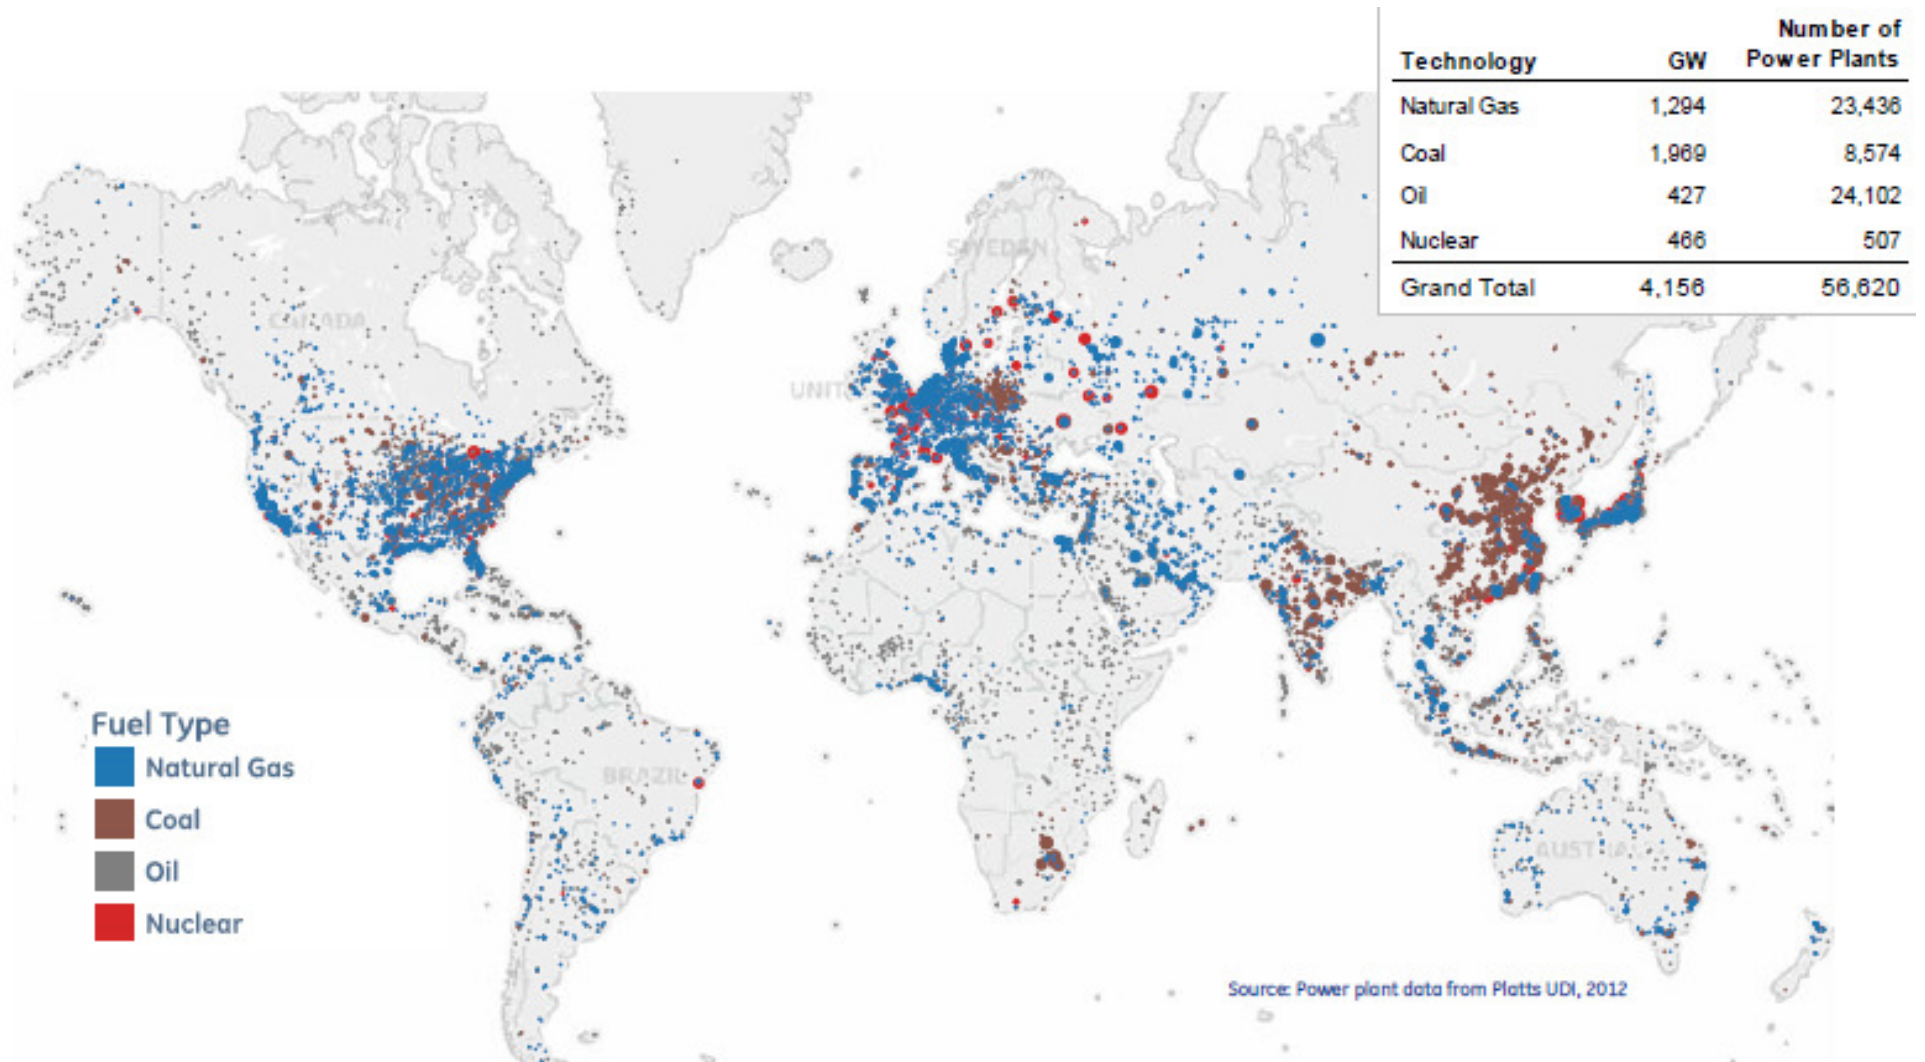 Number of
Technology GW Power Plants
Natural Gas 1,294 23,436
Coal 1,969 8,574
Oil 427 24,102
Nuclear 466 507
Grand Total 4,156 56,620
SWEDEN
CANADA
UNIT
BRAZIL
AUSTRALIA
Fuel Type
Natural Gas
Coal
Oil
Nuclear
Source: Power plant data from Platts UDI, 2012